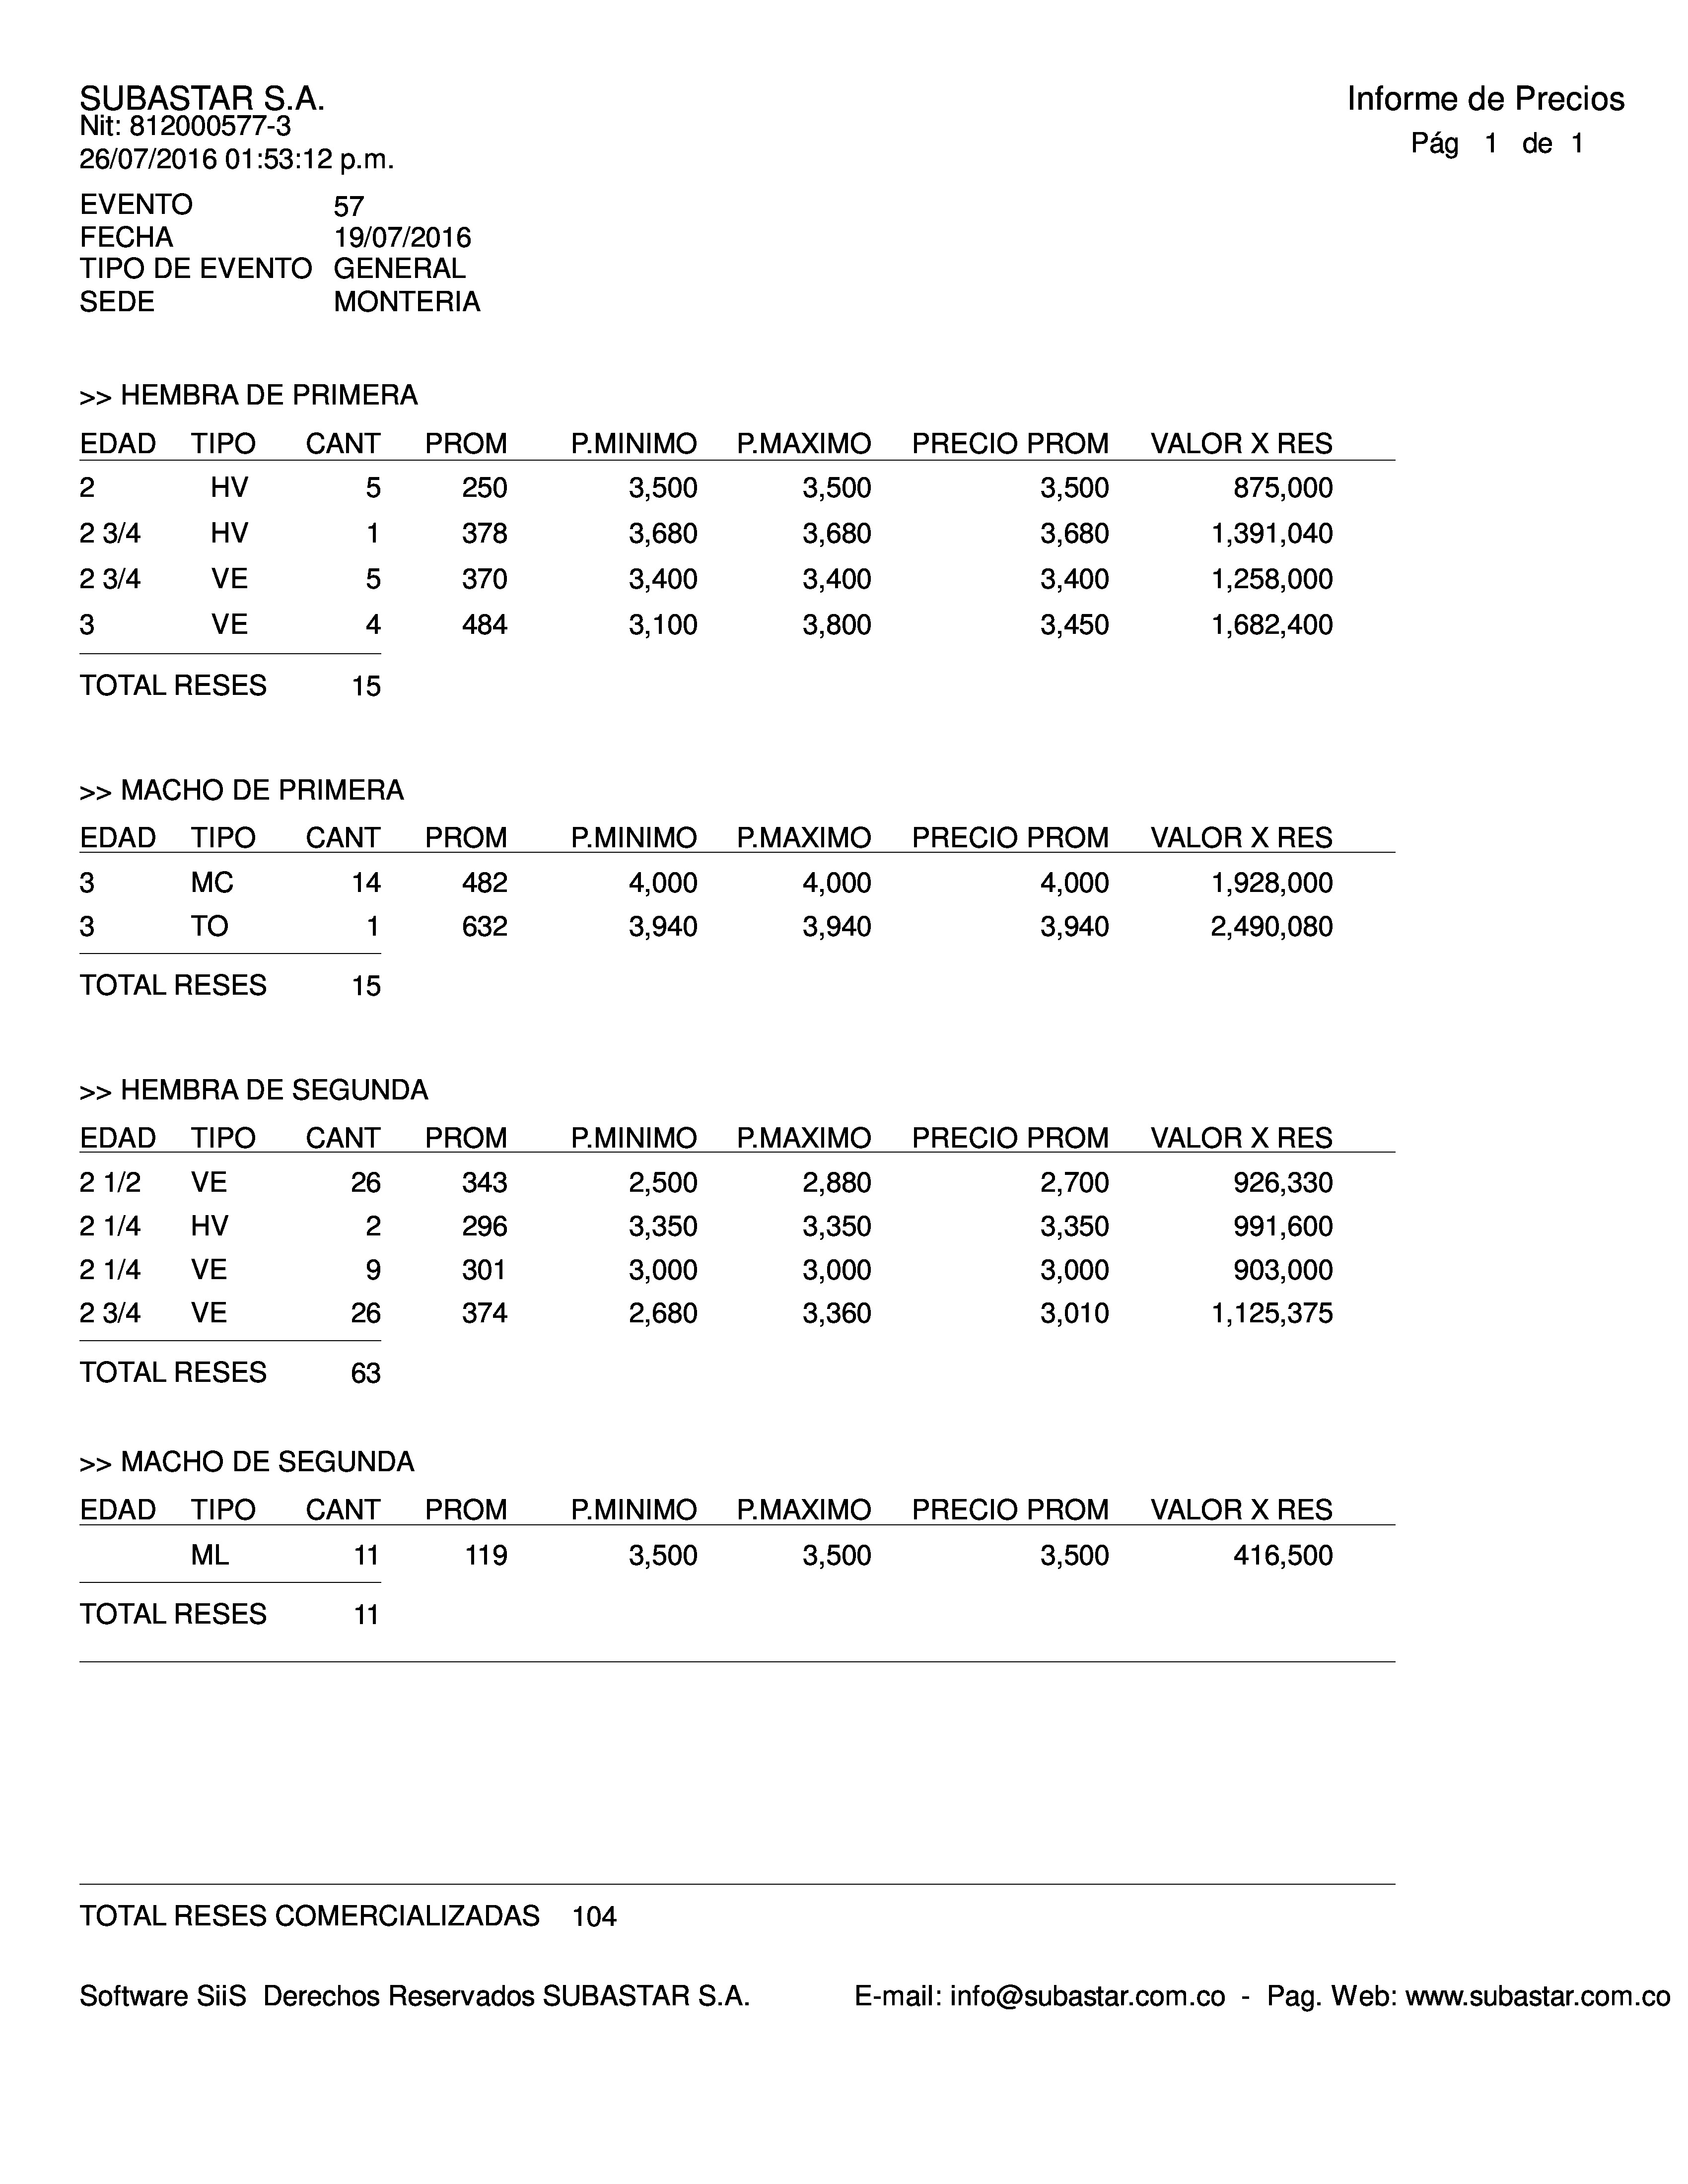 SUBASTAR S.A.
Informe de Precios
Nit: 812000577-3
Pág 1 de 1
26/07/2016 01:53:12 p.m.
EVENTO 57
FECHA 19/07/2016
TIPO DE EVENTO GENERAL
SEDE MONTERIA
>> HEMBRA DE PRIMERA
EDAD TIPO CANT PROM P.MINIMO P.MAXIMO PRECIO PROM VALOR X RES
2 HV 5 250 3,500 3,500 3,500 875,000
2 3/4 HV 1 378 3,680 3,680 3,680 1,391,040
2 3/4 VE 5 370 3,400 3,400 3,400 1,258,000
3 VE 4 484 3,100 3,800 3,450 1,682,400
TOTAL RESES 15
>> MACHO DE PRIMERA
EDAD TIPO CANT PROM P.MINIMO P.MAXIMO PRECIO PROM VALOR X RES
3 MC 14 482 4,000 4,000 4,000 1,928,000
3 TO 1 632 3,940 3,940 3,940 2,490,080
TOTAL RESES 15
>> HEMBRA DE SEGUNDA
EDAD TIPO CANT PROM P.MINIMO P.MAXIMO PRECIO PROM VALOR X RES
2 1/2 VE 26 343 2,500 2,880 2,700 926,330
2 1/4 HV 2 296 3,350 3,350 3,350 991,600
2 1/4 VE 9 301 3,000 3,000 3,000 903,000
2 3/4 VE 26 374 2,680 3,360 3,010 1,125,375
TOTAL RESES 63
>> MACHO DE SEGUNDA
EDAD TIPO CANT PROM P.MINIMO P.MAXIMO PRECIO PROM VALOR X RES
ML 11 119 3,500 3,500 3,500 416,500
TOTAL RESES 11
TOTAL RESES COMERCIALIZADAS 104
Software SiiS Derechos Reservados SUBASTAR S.A. E-mail: info@subastar.com.co - Pag. Web: www.subastar.com.co